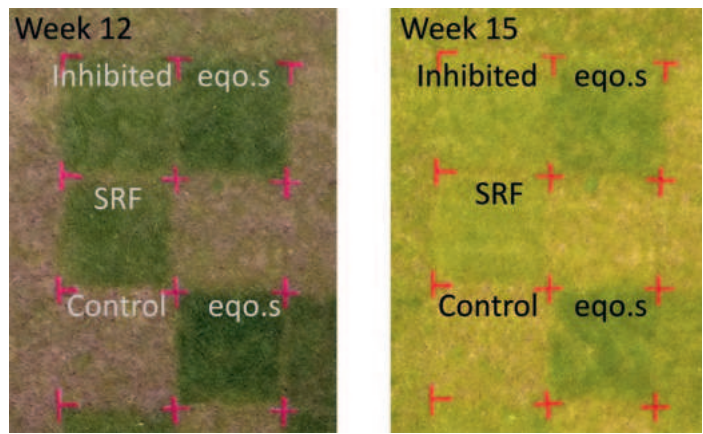 Week 12
Inhibited eqo.s
SRF
Control eqo.s
Week 15
Inhibited eqo.s
SRF
Control eqo.s